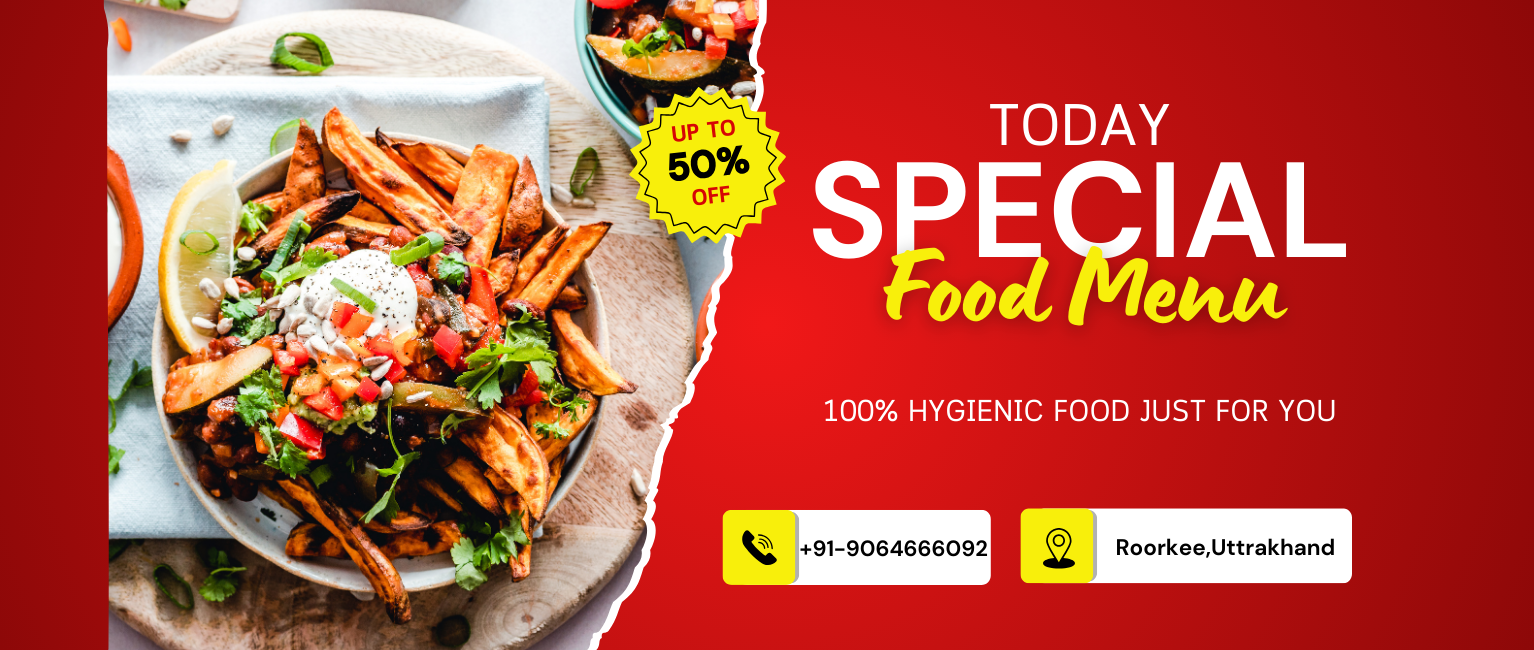 UP TO
50%
OFF
TODAY
SPECIAL
Food Menu
100% HYGIENIC FOOD JUST FOR YOU
+91-9064666092
Roorkee,Uttrakhand